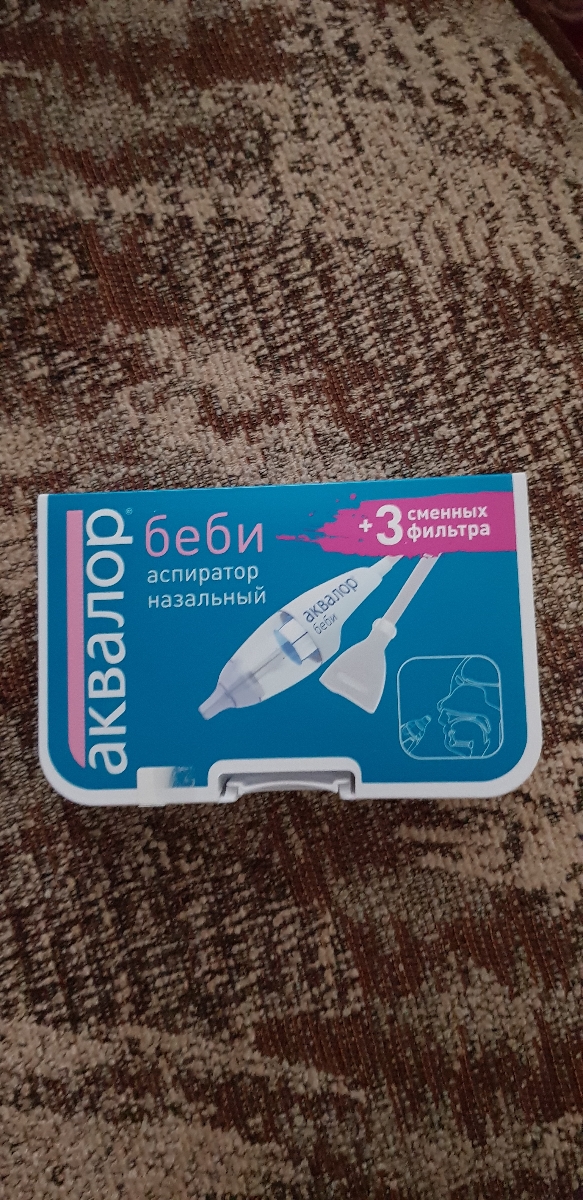 аквалор®
беби
аспиратор
назальный
+3 сменных
фильтра
аквалор
беби